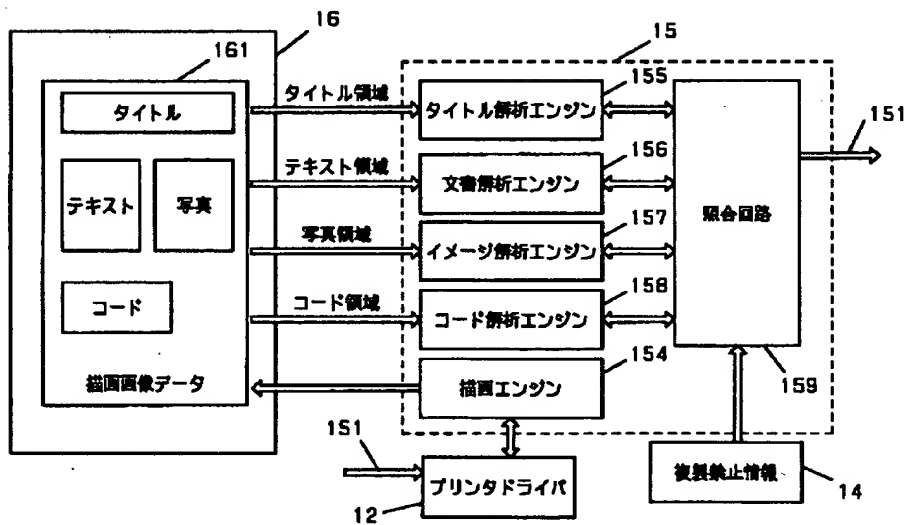 16
161
タイトル
テキスト
写真
コード
描画画像データ
タイトル領域
テキスト領域
写真領域
コード領域
15
155
タイトル解析エンジン
156
文書解析エンジン
157
イメージ解析エンジン
158
コード解析エンジン
154
描画エンジン
照合回路
151
159
151
プリンタドライバ
12
複製禁止情報
14